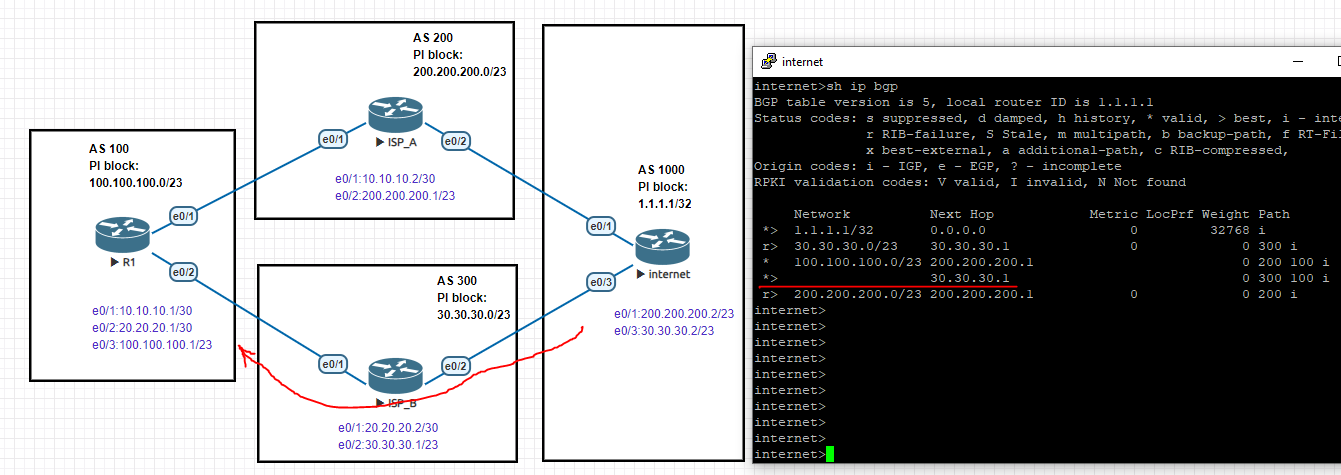 AS 200
PI block:
200.200.200.0/23
e0/1
ISP_A
e0/2
e0/1:10.10.10.2/30
e0/2:200.200.200.1/23
AS 100
PI block:
100.100.100.0/23
e0/1
R1
e0/2
e0/1:10.10.10.1/30
e0/2:20.20.20.1/30
e0/3:100.100.100.1/23
AS 300
PI block:
30.30.30.0/23
e0/1
e0/2
ISP_B
e0/1:20.20.20.2/30
e0/2:30.30.30.1/23
AS 1000
PI block:
1.1.1.1/32
e0/1
internet
e0/3
e0/1:200.200.200.2/23
e0/3:30.30.30.2/23
internet
internet>sh ip bgp
BGP table version is 5, local router ID is 1.1.1.1
Status codes: s suppressed, d damped, h history, * valid, > best, i - inte
r RIB-failure, S Stale, m multipath, b backup-path, f RT-Fil
x best-external, a additional-path, c RIB-compressed,
Origin codes: i - IGP, e - EGP, ? - incomplete
RPKI validation codes: V valid, I invalid, N Not found
Network Next Hop Metric LocPrf Weight Path
*> 1.1.1.1/32 0.0.0.0 0 32768 i
r> 30.30.30.0/23 30.30.30.1 0 0 300 i
* 100.100.100.0/23 200.200.200.1 0 200 100 i
*> 30.30.30.1 0 300 100 i
r> 200.200.200.0/23 200.200.200.1 0 0 200 i
internet>
internet>
internet>
internet>
internet>
internet>
internet>
internet>
internet>
internet>